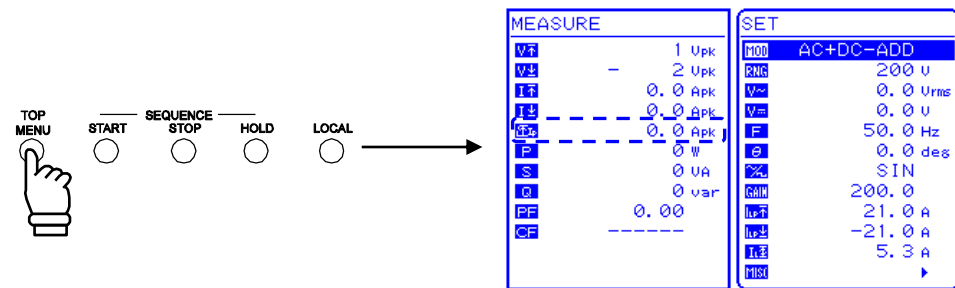 TOP
MENU
SEQUENCE
START
STOP
HOLD
LOCAL
MEASURE
V 1 Vpk
V - 2 Vpk
I 0.0 Apk
I 0.0 Apk
0.0 Apk
P 0 W
S 0 VA
Q 0 var
PF 0.00
CF ------
SET
MOD AC+DC-ADD
RNG 200 V
V~ 0.0 Vrms
V= 0.0 V
F 50.0 Hz
θ 0.0 deg
SIN
GAIN 200.0
21.0 A
-21.0 A
5.3 A
MISC